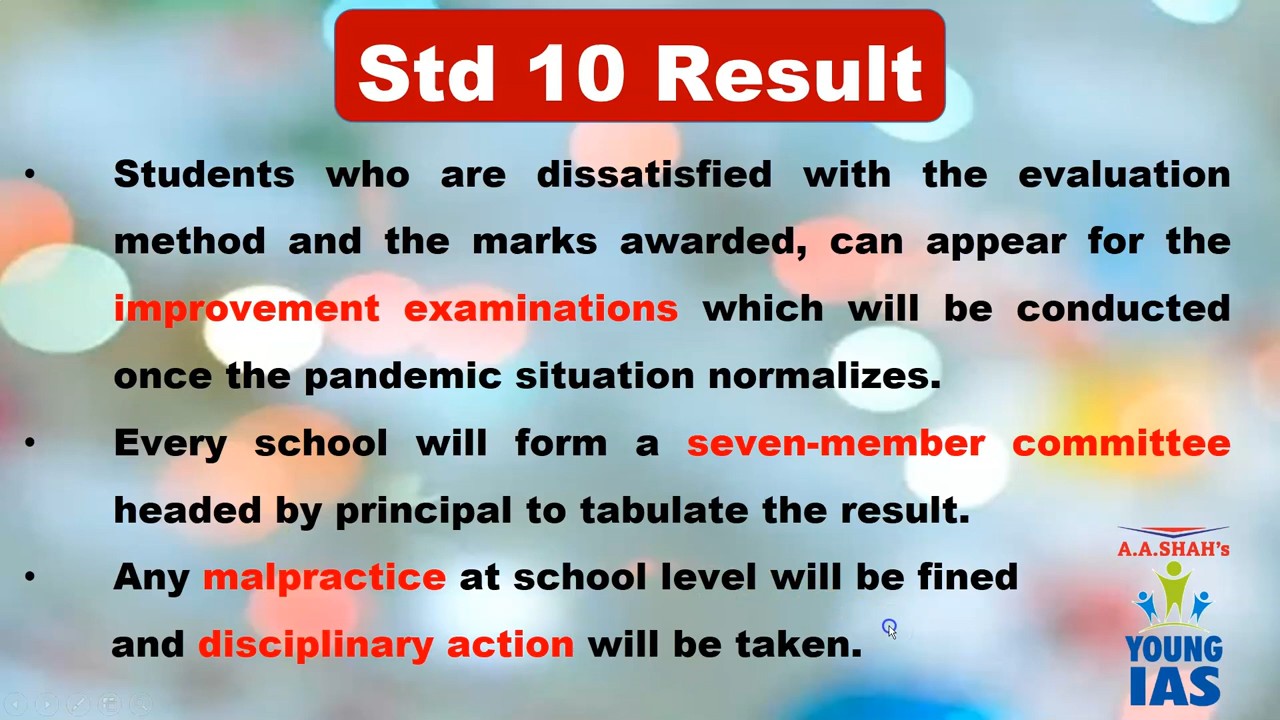 Std 10 Result
• Students who are dissatisfied with the evaluation
method and the marks awarded, can appear for the
improvement examinations which will be conducted
once the pandemic situation normalizes.
• Every school will form a seven-member committee
headed by principal to tabulate the result.
• Any malpractice at school level will be fined
and disciplinary action will be taken.
A.A.SHAH's
YOUNG
IAS